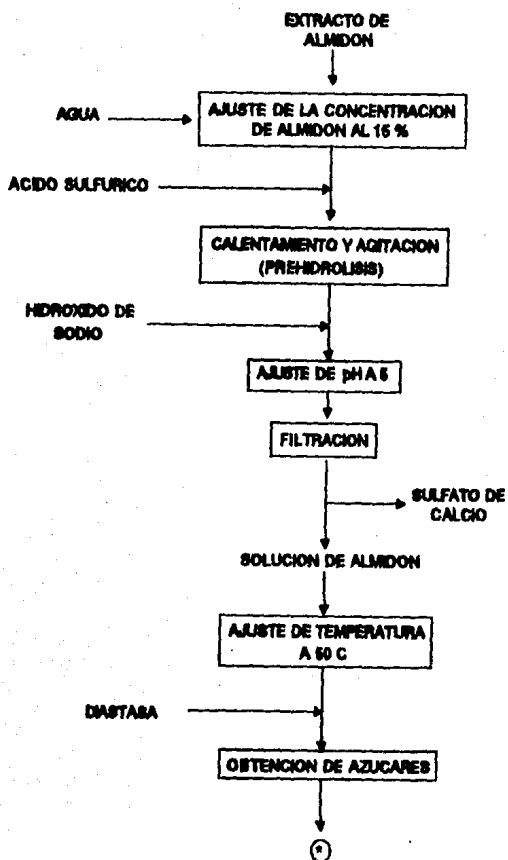 EXTRACTO DE
ALMIDON
AGUA
AJUSTE DE LA CONCENTRACION
DE ALMIDON AL 15 %
ACIDO SULFURICO
CALENTAMIENTO Y AGITACION
(PREHIDROLISIS)
HIDROXIDO DE
SODIO
AJUSTE DE pH A 5
FILTRACION
SULFATO DE
CALCIO
SOLUCION DE ALMIDON
AJUSTE DE TEMPERATURA
A 50 C
DIASTASA
OBTENCION DE AZUCARES
*